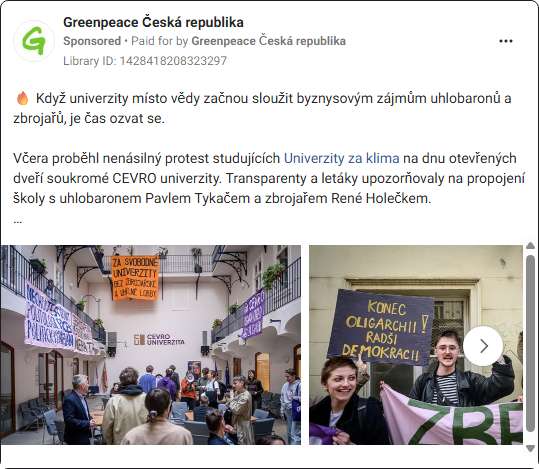 Greenpeace Česká republika
Sponsored • Paid for by Greenpeace Česká republika
Library ID: 1428418208323297
Když univerzity místo vědy začnou sloužit byznysovým zájmům uhlobaronů a
zbrojařů, je čas ozvat se.
Včera proběhl nenásilný protest studujících Univerzity za klima na dnu otevřených
dveří soukromé CEVRO univerzity. Transparenty a letáky upozorňovaly na propojení
školy s uhlobaronem Pavlem Tykačem a zbrojařem René Holečkem.
...
ZA SVOBODNÉ
UNIVERZITY
BEZ ZBROJAŘSKÉ
A UHELNÉ LOBBY
CEVRO
UNIVERZITA
KONEC
OLIGARCHII!
RADŠI
DEMOKRACII!
ZBR